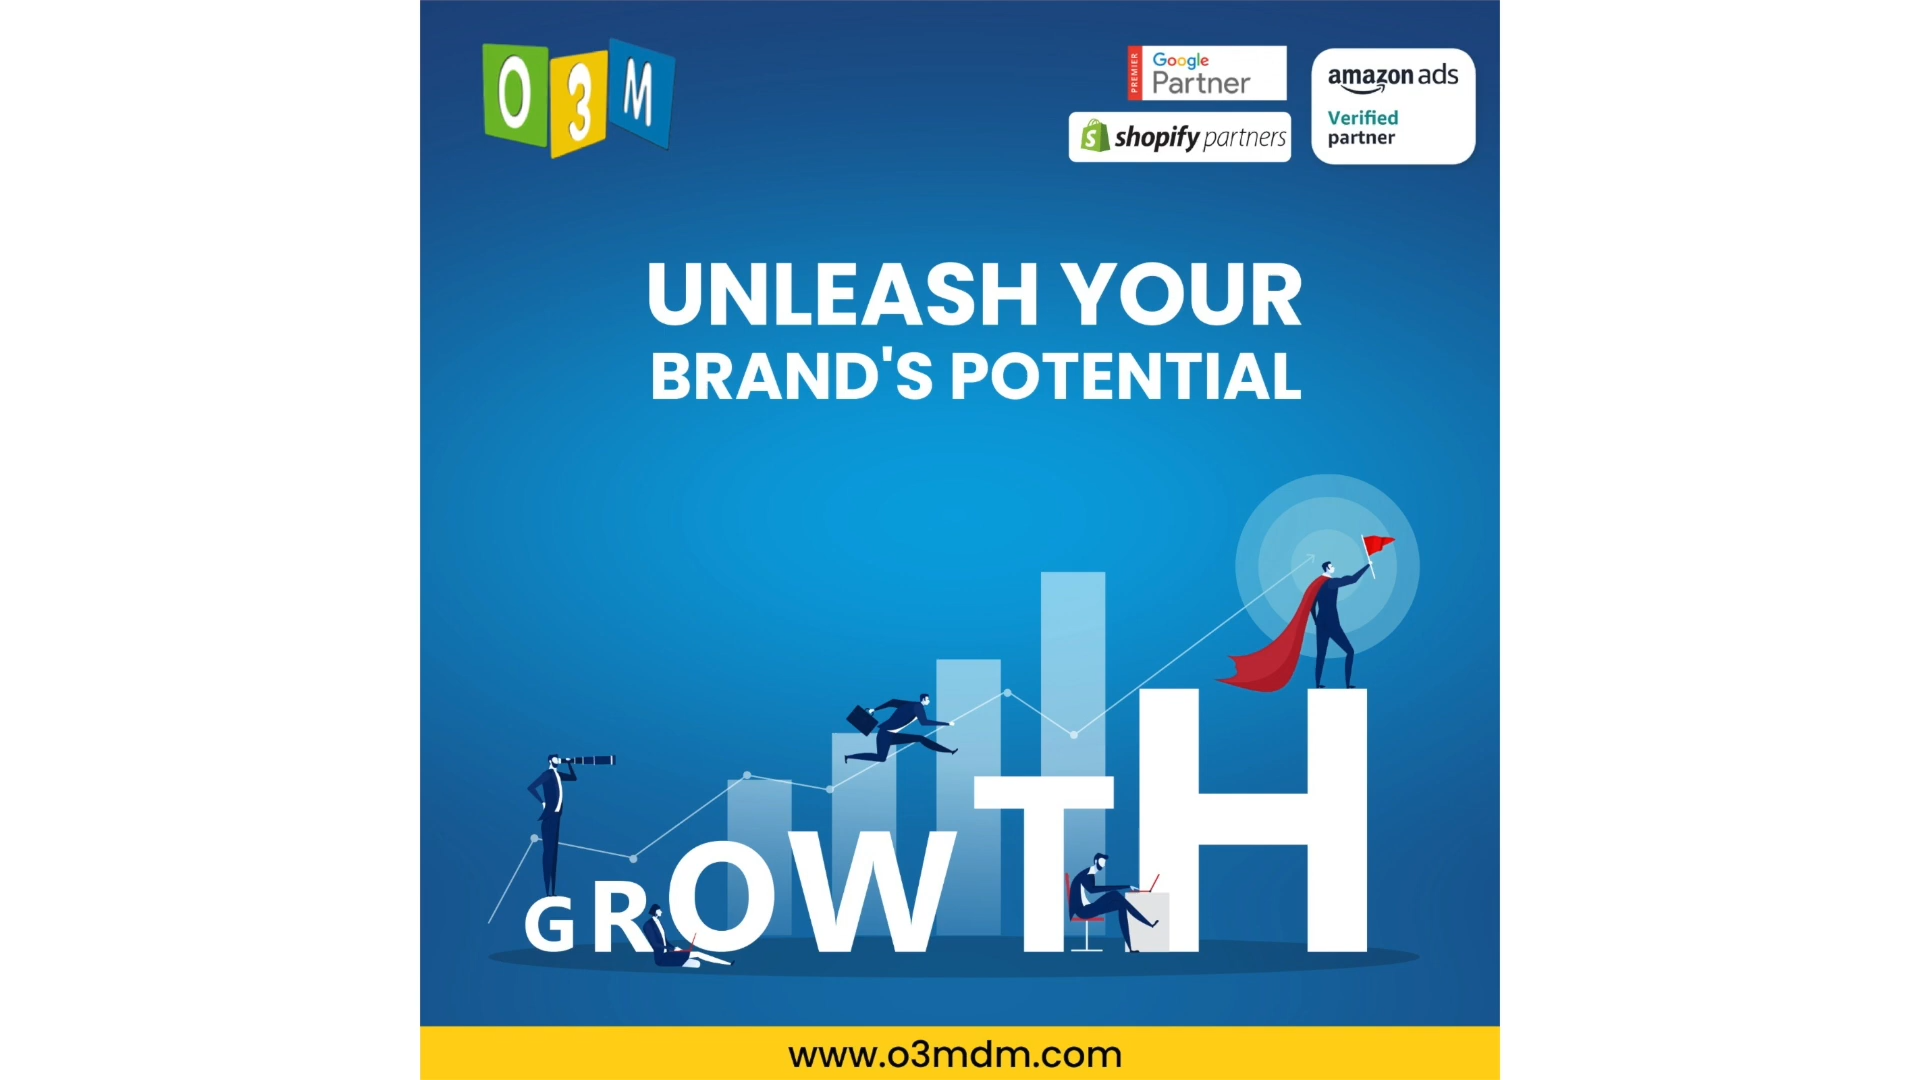 O3M
PREMIER
Google
Partner
shopify partners
amazon ads
Verified
partner
UNLEASH YOUR
BRAND'S POTENTIAL
GROWTH
www.o3mdm.com